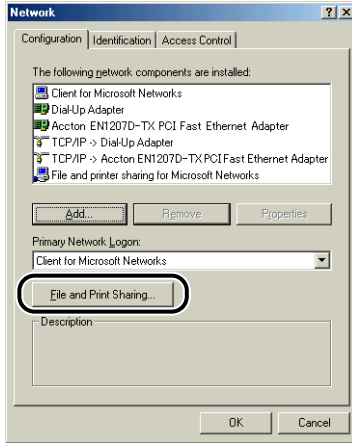 Network
Configuration Identification Access Control
The following network components are installed:
Client for Microsoft Networks
Dial-Up Adapter
Accton EN1207D-TX PCI Fast Ethernet Adapter
TCP/IP -> Dial-Up Adapter
TCP/IP -> Accton EN1207D-TX PCI Fast Ethernet Adapter
File and printer sharing for Microsoft Networks
Add... Remove Properties
Primary Network Logon:
Client for Microsoft Networks
File and Print Sharing...
Description
OK Cancel